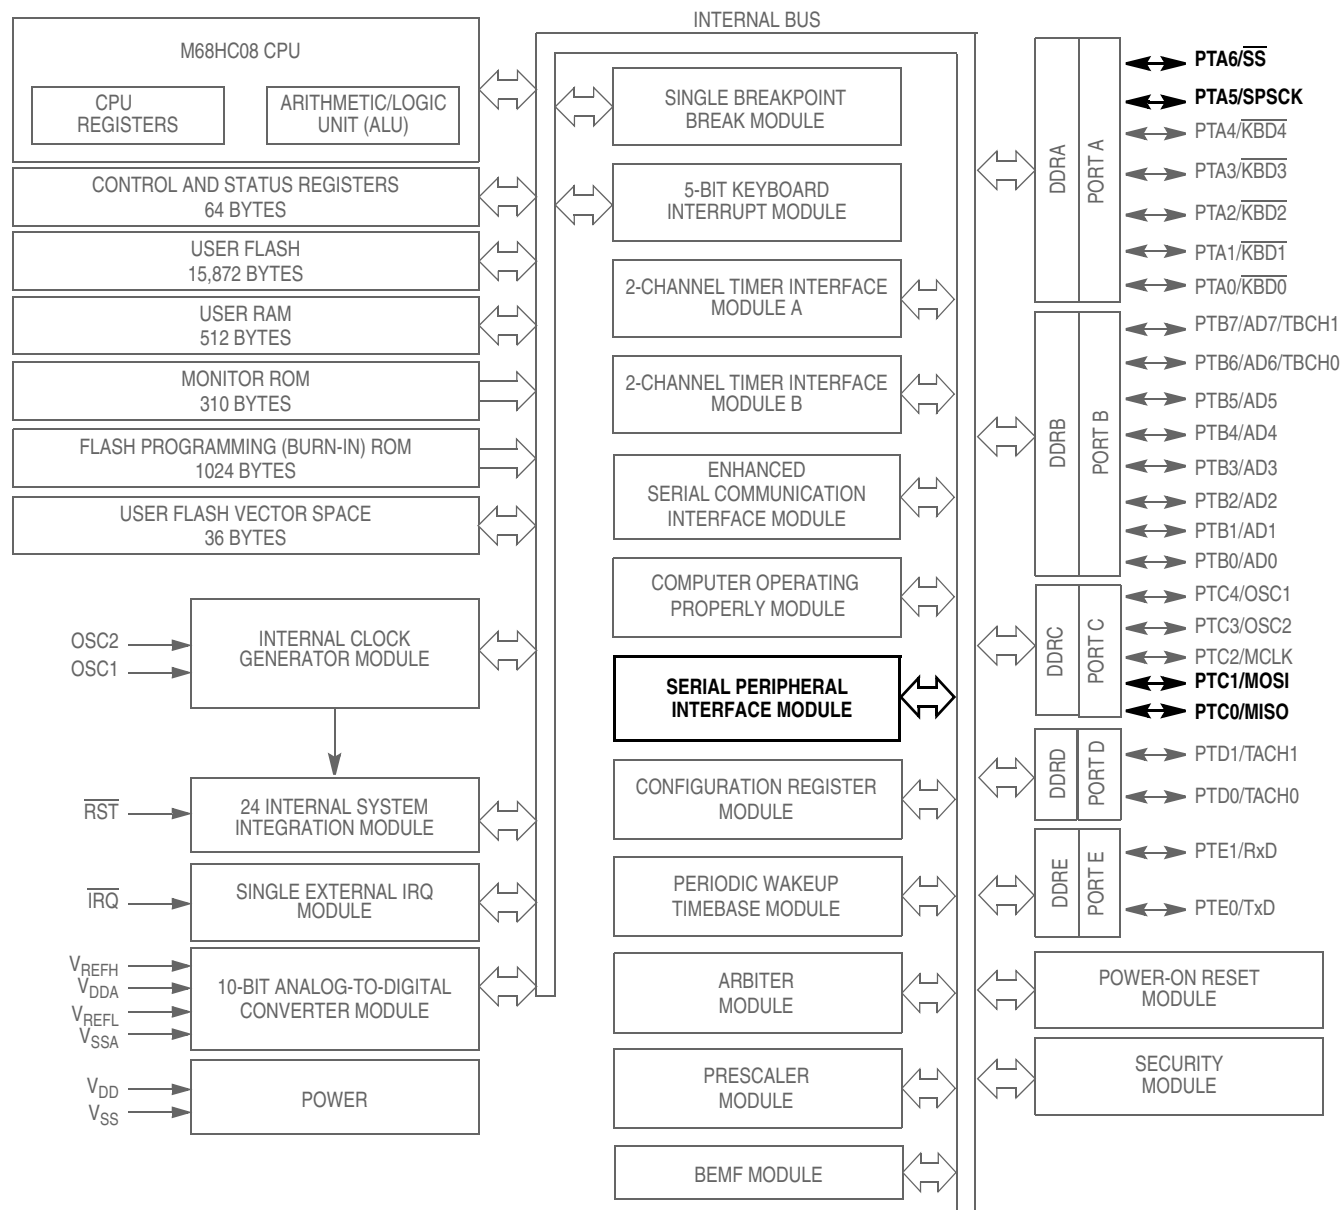 INTERNAL BUS
M68HC08 CPU
CPU
REGISTERS
ARITHMETIC/LOGIC
UNIT (ALU)
CONTROL AND STATUS REGISTERS
64 BYTES
USER FLASH
15,872 BYTES
USER RAM
512 BYTES
MONITOR ROM
310 BYTES
FLASH PROGRAMMING (BURN-IN) ROM
1024 BYTES
USER FLASH VECTOR SPACE
36 BYTES
OSC2
OSC1
INTERNAL CLOCK
GENERATOR MODULE
RST
24 INTERNAL SYSTEM
INTEGRATION MODULE
IRQ
SINGLE EXTERNAL IRQ
MODULE
VREFH
VDDA
VREFL
VSSA
10-BIT ANALOG-TO-DIGITAL
CONVERTER MODULE
VDD
VSS
POWER
SINGLE BREAKPOINT
BREAK MODULE
5-BIT KEYBOARD
INTERRUPT MODULE
2-CHANNEL TIMER INTERFACE
MODULE A
2-CHANNEL TIMER INTERFACE
MODULE B
ENHANCED
SERIAL COMMUNICATION
INTERFACE MODULE
COMPUTER OPERATING
PROPERLY MODULE
SERIAL PERIPHERAL
INTERFACE MODULE
CONFIGURATION REGISTER
MODULE
PERIODIC WAKEUP
TIMEBASE MODULE
ARBITER
MODULE
PRESCALER
MODULE
BEMF MODULE
DDRA
PORT A
PTA6/SS
PTA5/SPSCK
PTA4/KBD4
PTA3/KBD3
PTA2/KBD2
PTA1/KBD1
PTA0/KBD0
DDRB
PORT B
PTB7/AD7/TBCH1
PTB6/AD6/TBCH0
PTB5/AD5
PTB4/AD4
PTB3/AD3
PTB2/AD2
PTB1/AD1
PTB0/AD0
DDRC
PORT C
PTC4/OSC1
PTC3/OSC2
PTC2/MCLK
PTC1/MOSI
PTC0/MISO
DDRD
PORT D
PTD1/TACH1
PTD0/TACH0
DDRE
PORT E
PTE1/RxD
PTE0/TxD
POWER-ON RESET
MODULE
SECURITY
MODULE